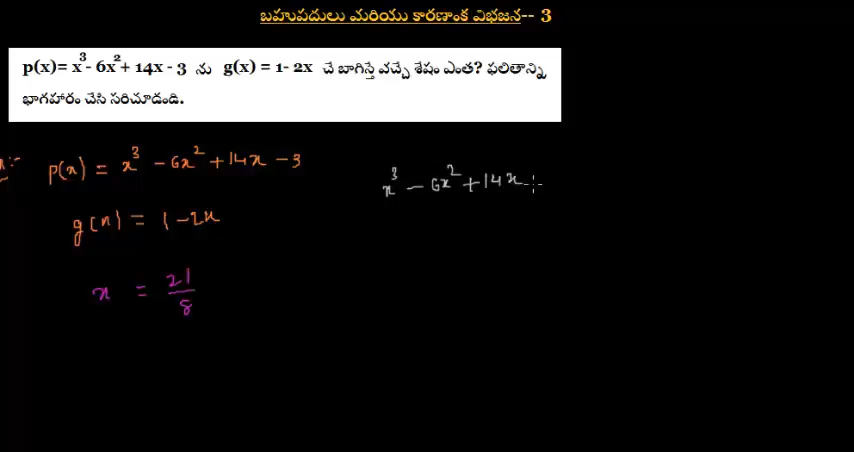 బహుపదులు మరియు కారణాంక విభజన-- 3
p(x)= x³- 6x²+ 14x - 3 ను g(x) = 1- 2x చే బాగిస్తే వచ్చే శేషం ఎంత? ఫలితాన్ని
భాగహారం చేసి సరిచూడండి.
p(x) = x³ - 6x² + 14x - 3
x³ - 6x² + 14x -
g(x) = 1 - 2x
x = 21/8